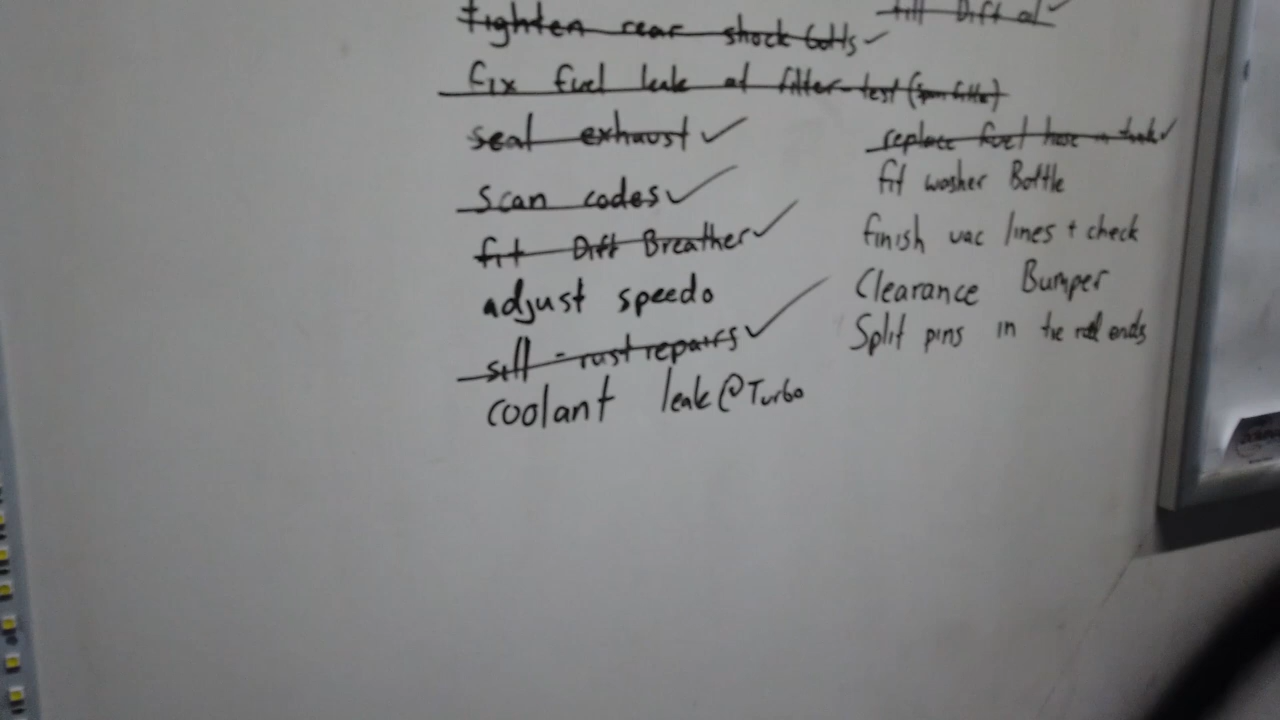 tighten rear shock bolts
fix fuel leak at filter - test
seal exhaust
scan codes
fit Diff Breather
adjust speedo
sill - rust repairs
coolant leak @ Turbo
fill Diff oil
replace fuel hose in tank
fit washer Bottle
finish vac lines + check
Clearance Bumper
Split pins in the rod ends